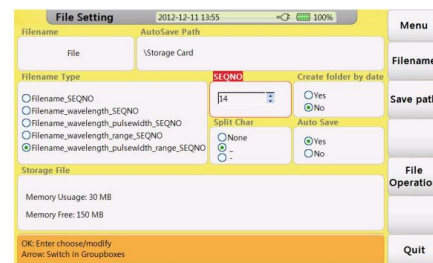 File Setting 2012-12-11 13:55 100%
Filename AutoSave Path
File \Storage Card
Filename Type SEQNO Create folder by date
Filename_SEQNO
Filename_wavelength_SEQNO
Filename_wavelength_pulsewidth_SEQNO
Filename_wavelength_range_SEQNO
Filename_wavelength_pulsewidth_range_SEQNO
14
Yes
No
Split Char Auto Save
None
_
-
Yes
No
Storage File
Memory Usuage: 30 MB
Memory Free: 150 MB
OK: Enter choose/modify
Arrow: Switch in Groupboxes
Menu
Filename
Save path
File
Operatio
Quit